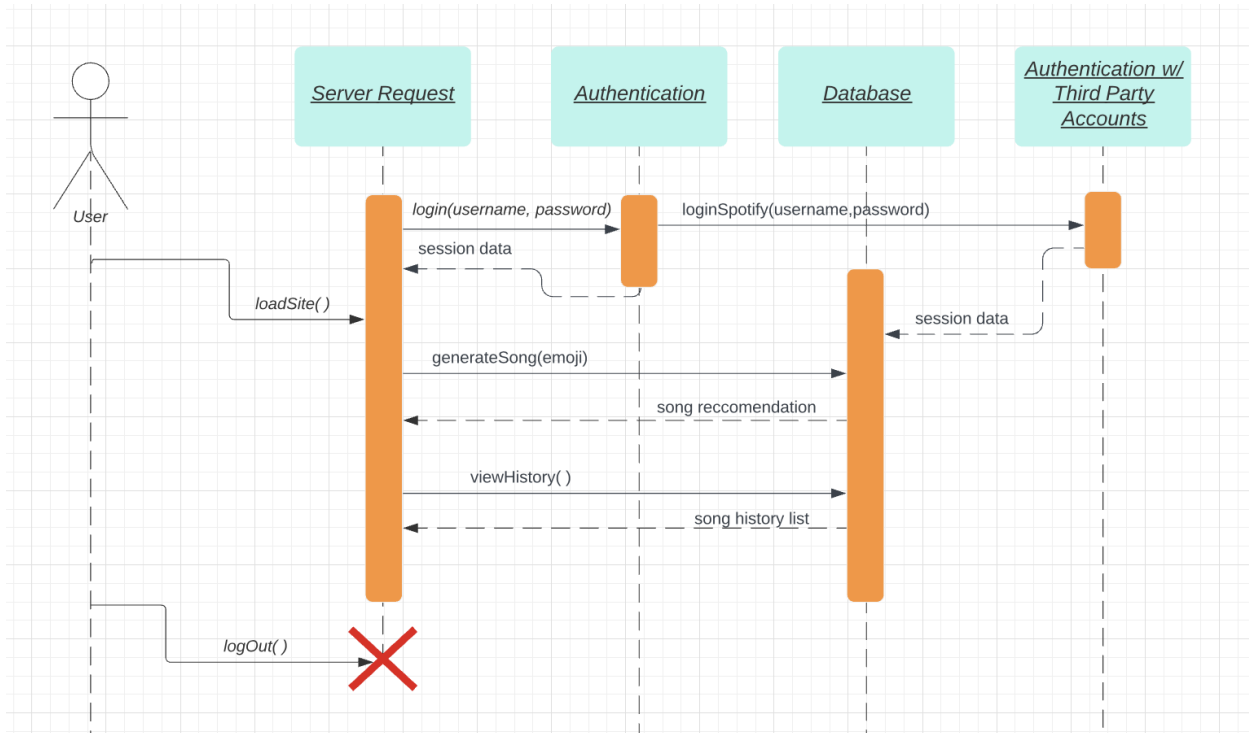 Server Request
Authentication
Database
Authentication w/
Third Party
Accounts
User
login(username, password)
loginSpotify(username,password)
session data
loadSite( )
session data
generateSong(emoji)
song reccomendation
viewHistory( )
song history list
logOut( )